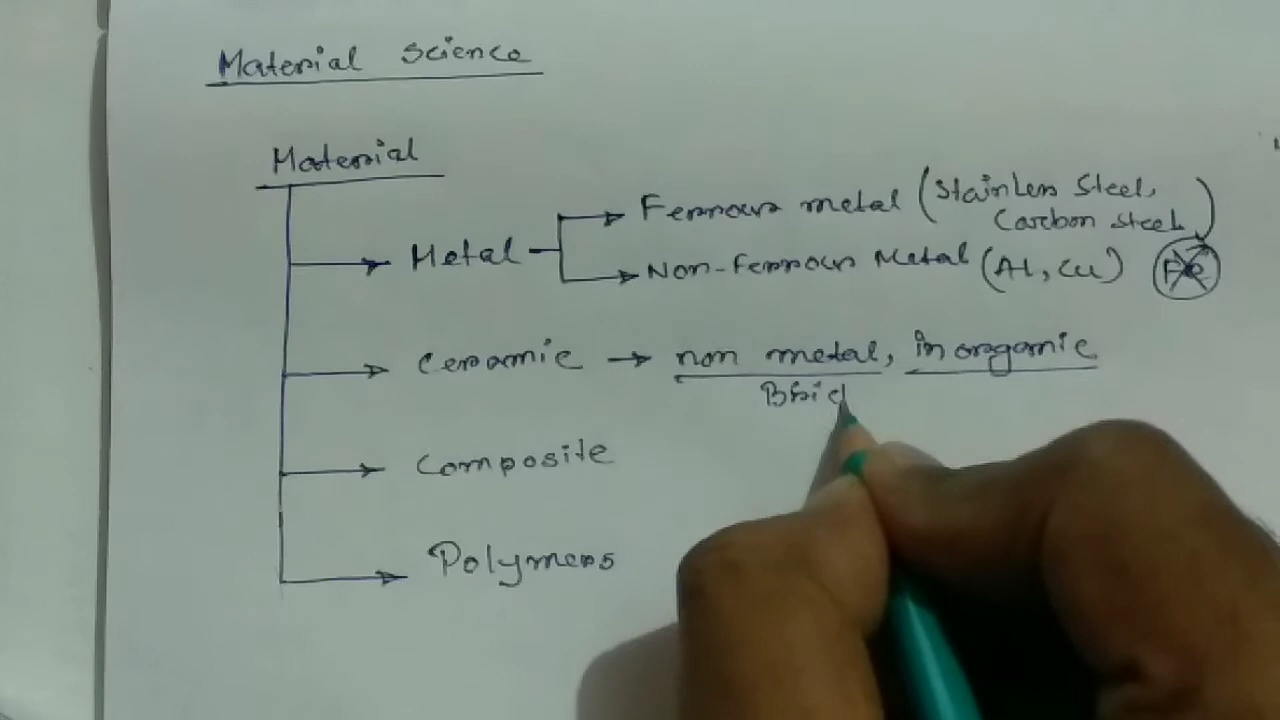 Material Science
Material
Metal
Ferrous metal (Stainless Steel,
Carbon steel)
Non-Ferrous Metal (Al, Cu)
Fe
Ceramic → non metal, inorganic
Bric
Composite
Polymers